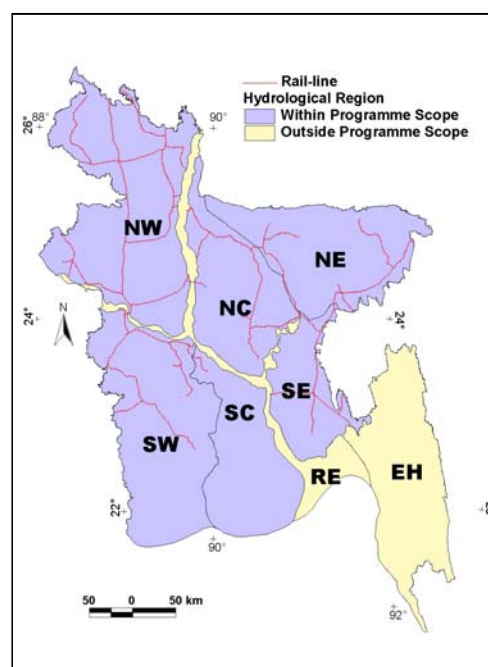 Rail-line
Hydrological Region
Within Programme Scope
Outside Programme Scope
88°
26°
90°
NW
NE
NC
N
24°
24°
SE
SC
SW
RE
EH
22°
90°
92°
50 0 50 km